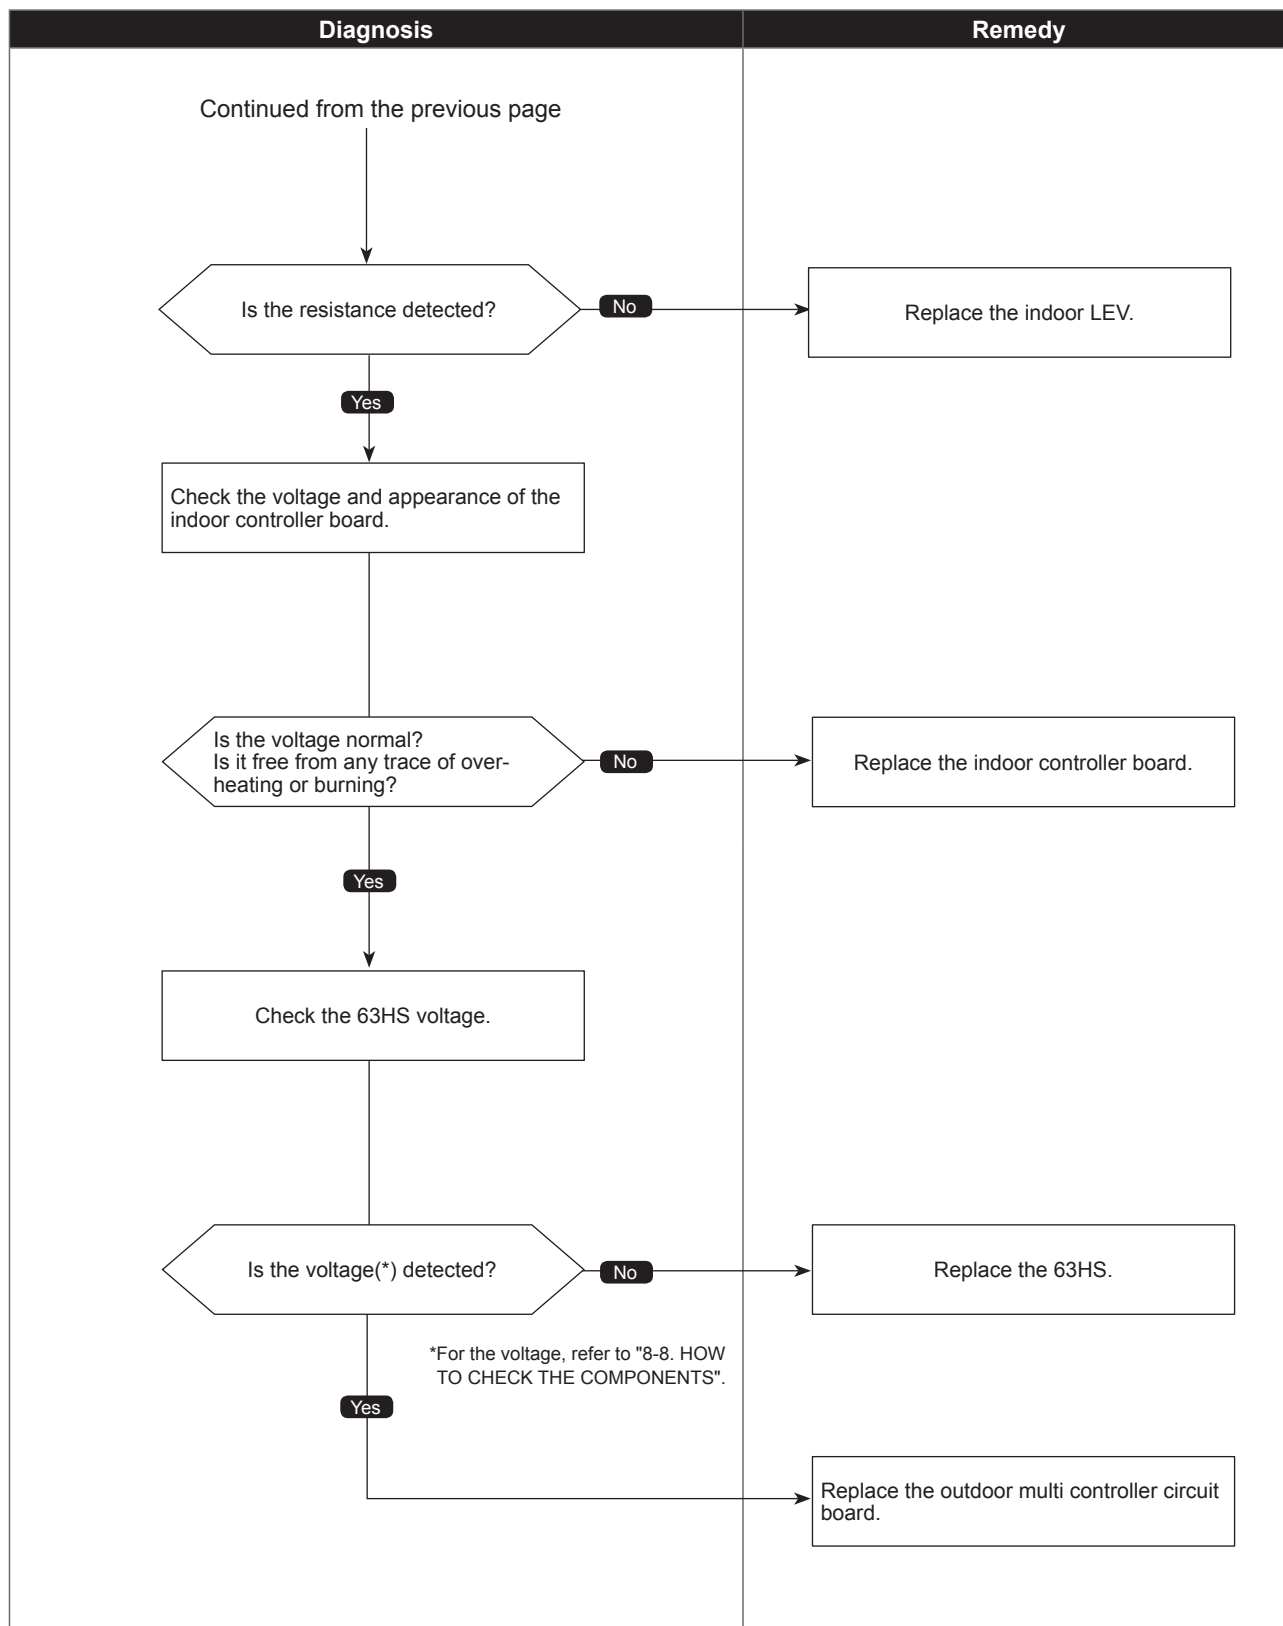 Diagnosis
Remedy
Continued from the previous page
Is the resistance detected?
No
Replace the indoor LEV.
Yes
Check the voltage and appearance of the
indoor controller board.
Is the voltage normal?
Is it free from any trace of over-
heating or burning?
No
Replace the indoor controller board.
Yes
Check the 63HS voltage.
Is the voltage(*) detected?
No
Replace the 63HS.
*For the voltage, refer to "8-8. HOW
TO CHECK THE COMPONENTS".
Yes
Replace the outdoor multi controller circuit
board.